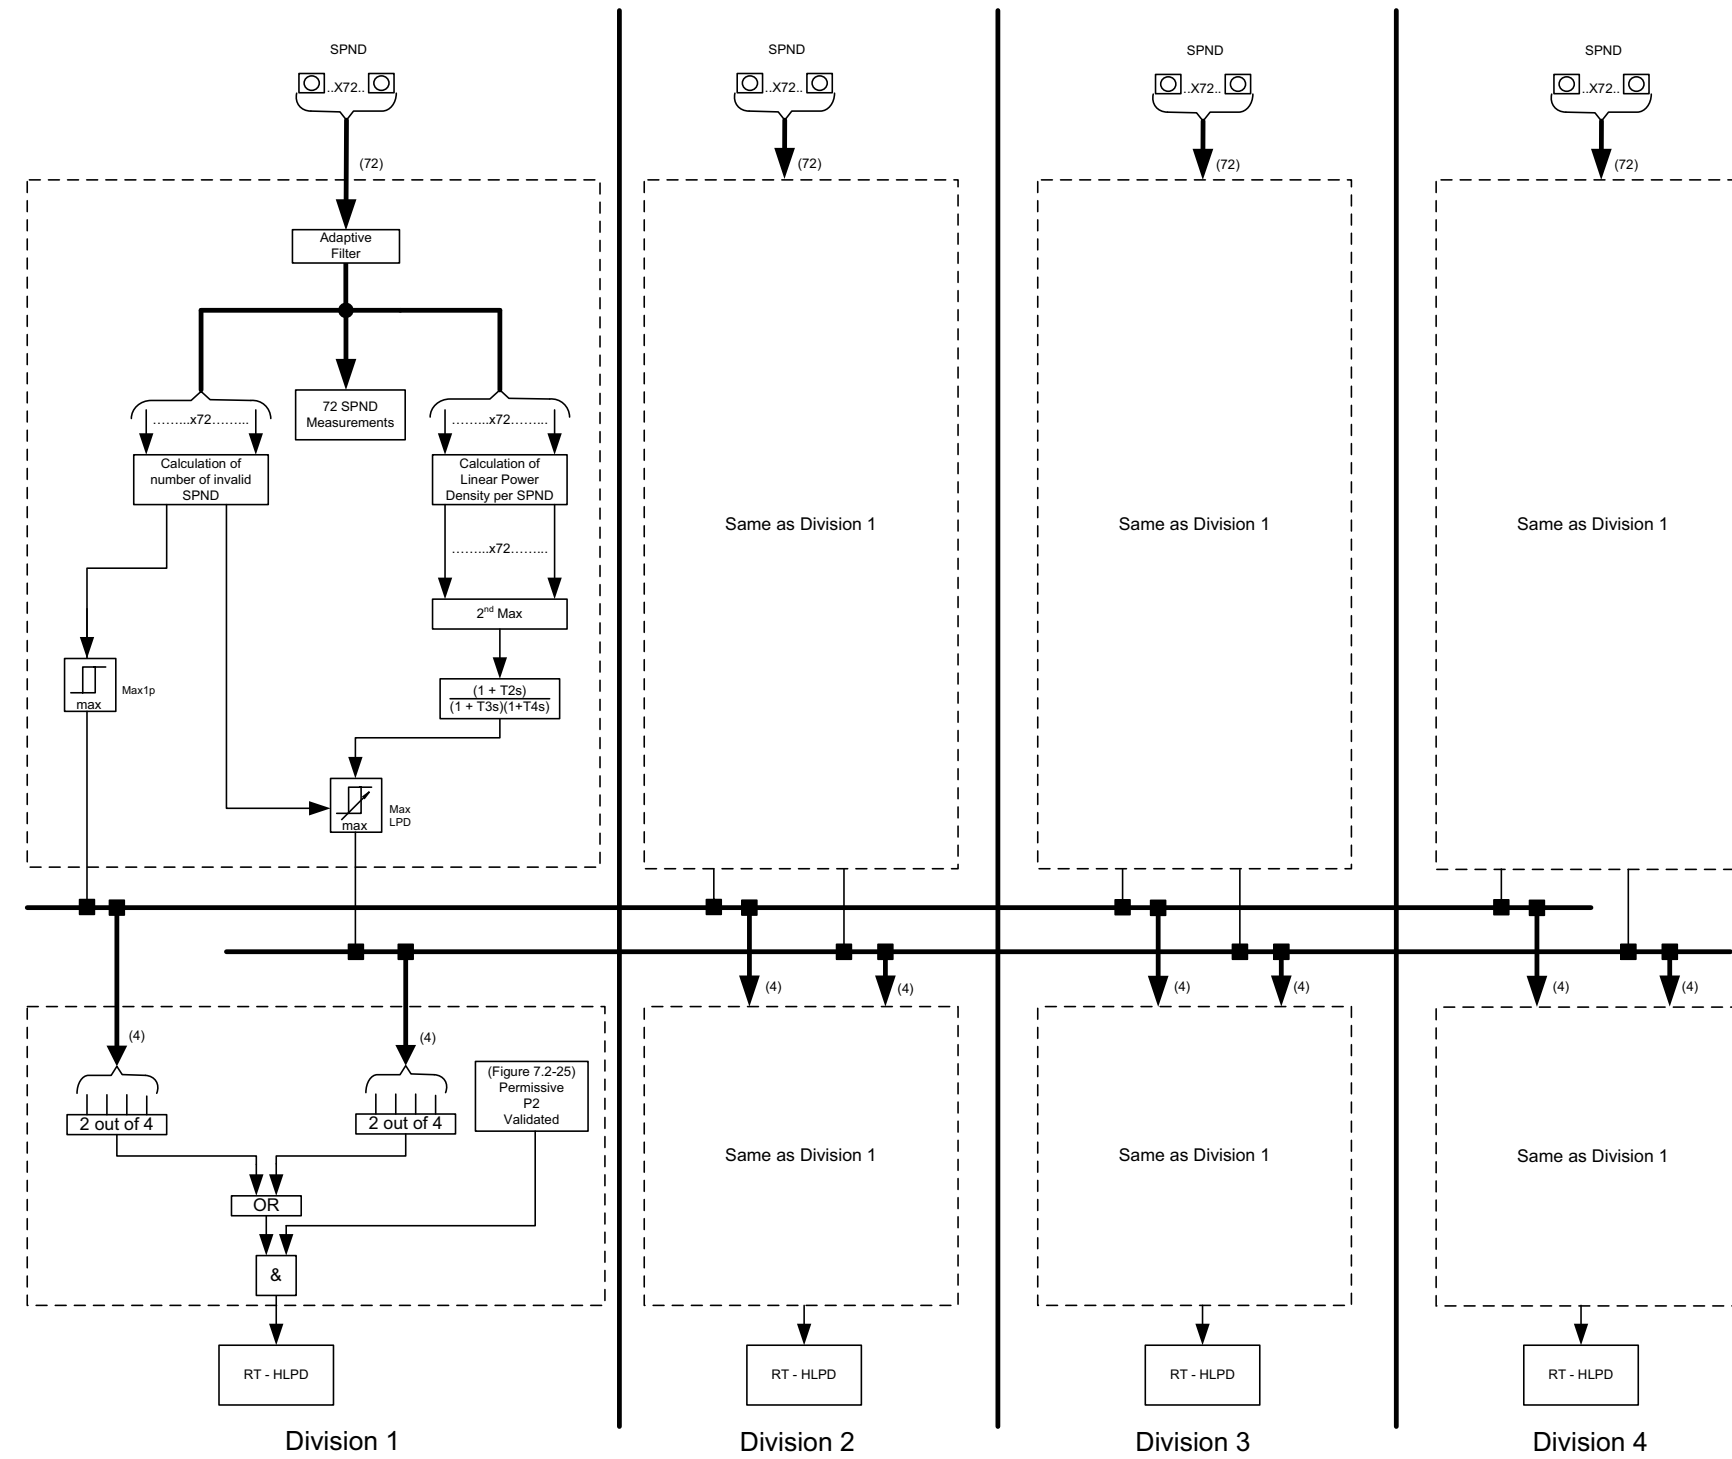 SPND
..X72..
(72)
Adaptive
Filter
………x72………
72 SPND
Measurements
………x72………
Calculation of
number of invalid
SPND
Calculation of
Linear Power
Density per SPND
………x72………
2nd Max
max
Max1p
(1 + T2s)
(1 + T3s)(1+T4s)
max
Max
LPD
(4)
(4)
2 out of 4
2 out of 4
(Figure 7.2-25)
Permissive
P2
Validated
OR
&
RT - HLPD
Division 1
SPND
..X72..
(72)
Same as Division 1
(4)
(4)
Same as Division 1
RT - HLPD
Division 2
SPND
..X72..
(72)
Same as Division 1
(4)
(4)
Same as Division 1
RT - HLPD
Division 3
SPND
..X72..
(72)
Same as Division 1
(4)
(4)
Same as Division 1
RT - HLPD
Division 4